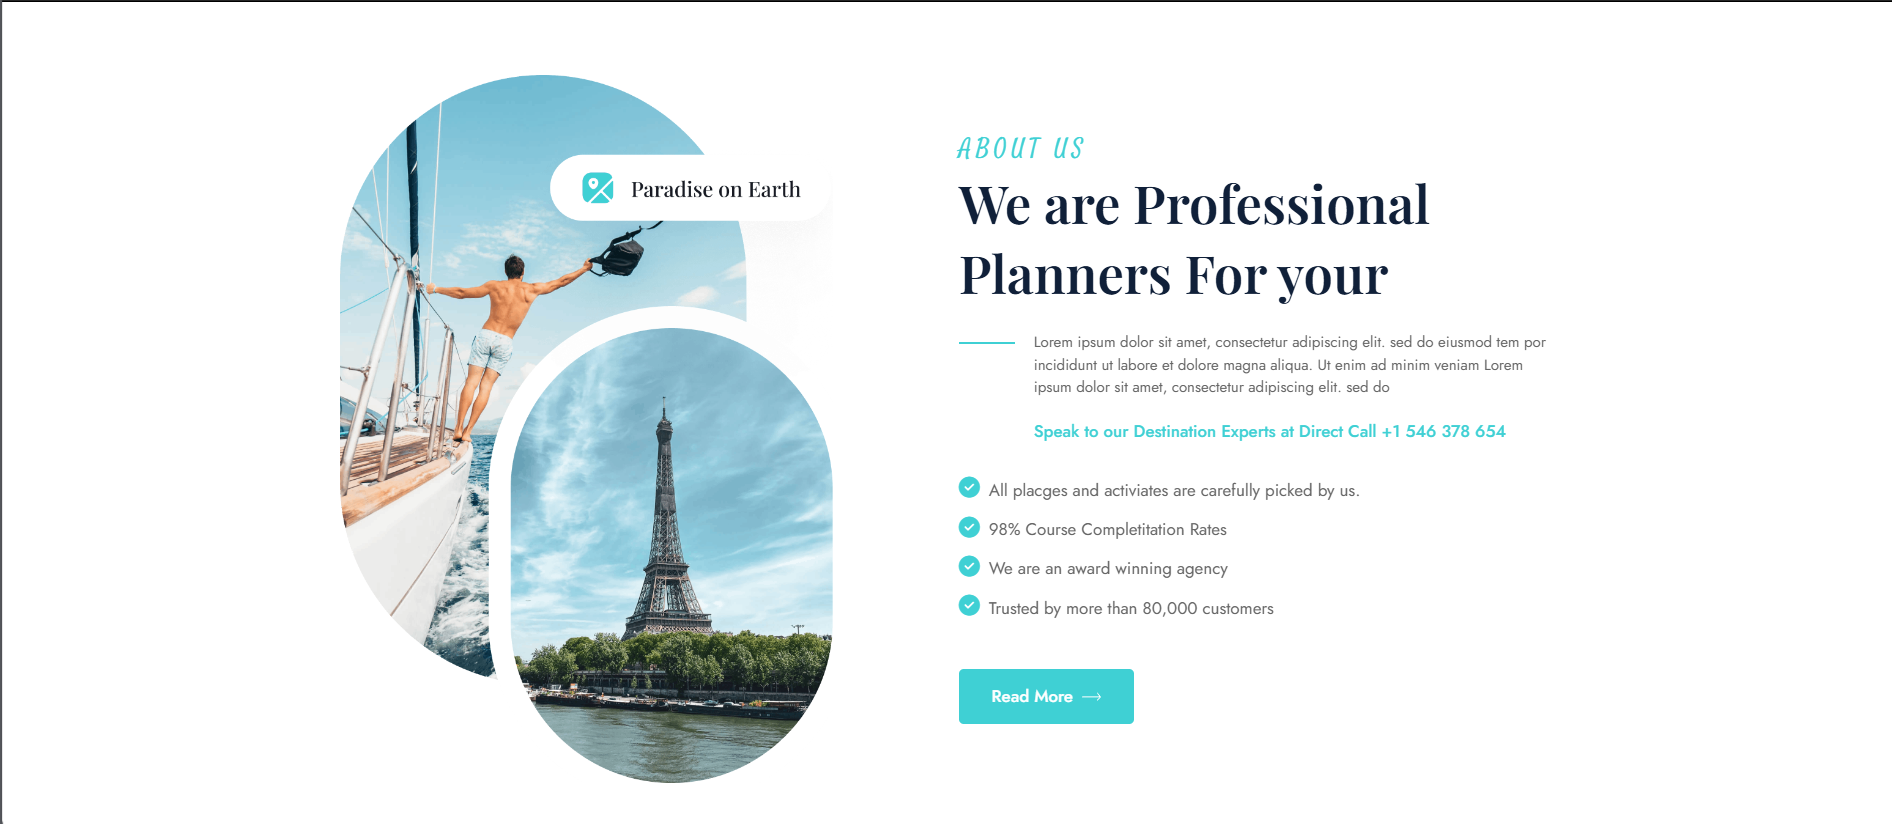 Paradise on Earth
ABOUT US
We are Professional
Planners For your
Lorem ipsum dolor sit amet, consectetur adipiscing elit. sed do eiusmod tem por
incididunt ut labore et dolore magna aliqua. Ut enim ad minim veniam Lorem
ipsum dolor sit amet, consectetur adipiscing elit. sed do
Speak to our Destination Experts at Direct Call +1 546 378 654
All placges and activiates are carefully picked by us.
98% Course Completitation Rates
We are an award winning agency
Trusted by more than 80,000 customers
Read More